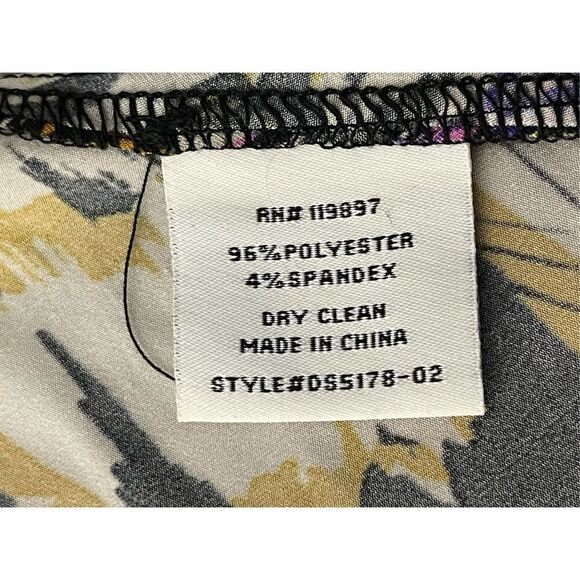 RN# 119897
96% POLYESTER
4% SPANDEX
DRY CLEAN
MADE IN CHINA
STYLE#DS5178-02